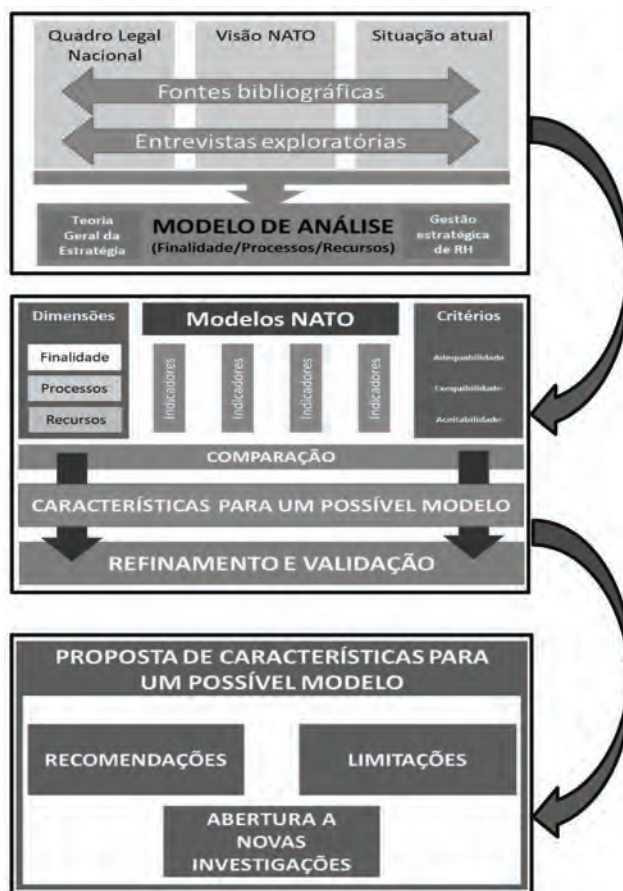 Quadro Legal
Nacional
Visão NATO
Situação atual
Fontes bibliográficas
Entrevistas exploratórias
Teoria
Geral da
Estratégia
MODELO DE ANÁLISE
(Finalidade/Processos/Recursos)
Gestão
estratégica
de RH
Dimensões
Finalidade
Processos
Recursos
Modelos NATO
Indicadores
Indicadores
Indicadores
Indicadores
Critérios
Adequabilidade
Exequibilidade
Aceitabilidade
COMPARAÇÃO
CARACTERÍSTICAS PARA UM POSSÍVEL MODELO
REFINAMENTO E VALIDAÇÃO
PROPOSTA DE CARACTERÍSTICAS PARA
UM POSSÍVEL MODELO
RECOMENDAÇÕES
LIMITAÇÕES
ABERTURA A
NOVAS
INVESTIGAÇÕES